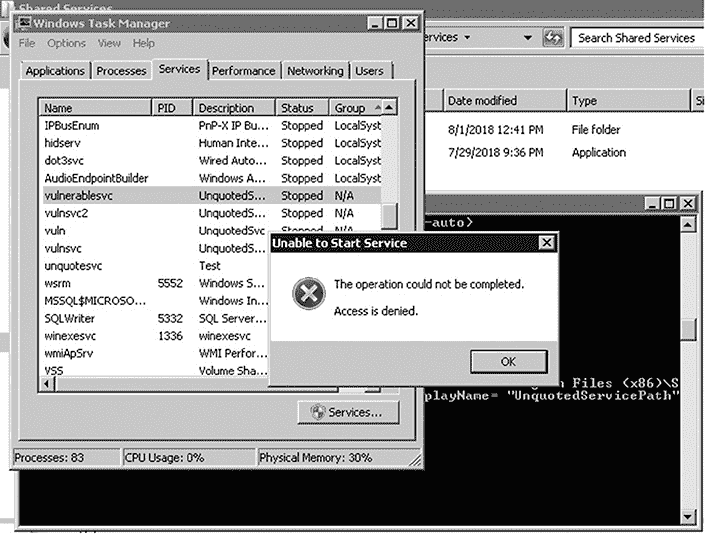 Shared Services
Windows Task Manager
File Options View Help
Applications Processes Services Performance Networking Users
Name PID Description Status Group
IPBusEnum PnP-X IP Bu... Stopped LocalSyst
hidserv Human Inte... Stopped LocalSyst
dot3svc Wired Auto... Stopped LocalSyst
AudioEndpointBuilder Windows A... Stopped LocalSyst
vulnerablesvc UnquotedS... Stopped N/A
vulnsvc2 UnquotedS... Stopped N/A
vuln UnquotedSvc Stopped N/A
vulnsvc UnquotedS...
unquotesvc Test
wsrm 5552 Windows S...
MSSQL$MICROSO... Windows In...
SQLWriter 5332 SQL Server...
winexesvc 1336 winexesvc
wmiApSrv WMI Perfor...
VSS Volume Sha...
Services...
Processes: 83 CPU Usage: 0% Physical Memory: 30%
ervices
Search Shared Services
Date modified Type
8/1/2018 12:41 PM File folder
7/29/2018 9:36 PM Application
-auto>
Unable to Start Service
The operation could not be completed.
Access is denied.
OK
Files (x86)\S
playName= "UnquotedServicePath"